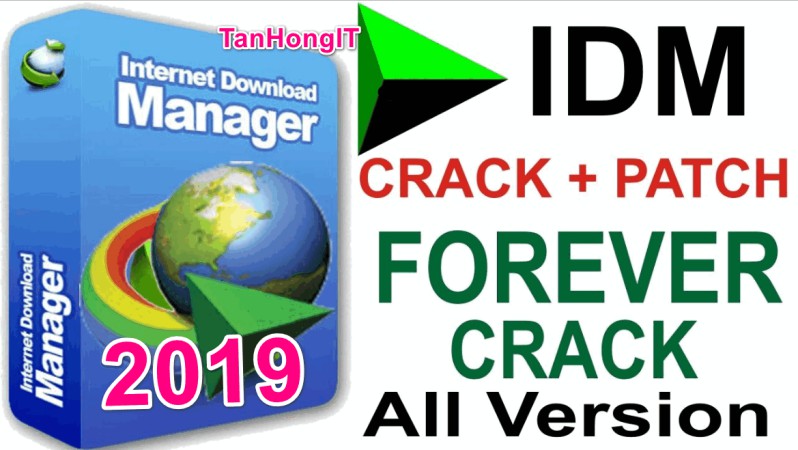 TanHongIT
Internet Download
Manager
Internet Download
Manager
2019
IDM
CRACK + PATCH
FOREVER
CRACK
All Version